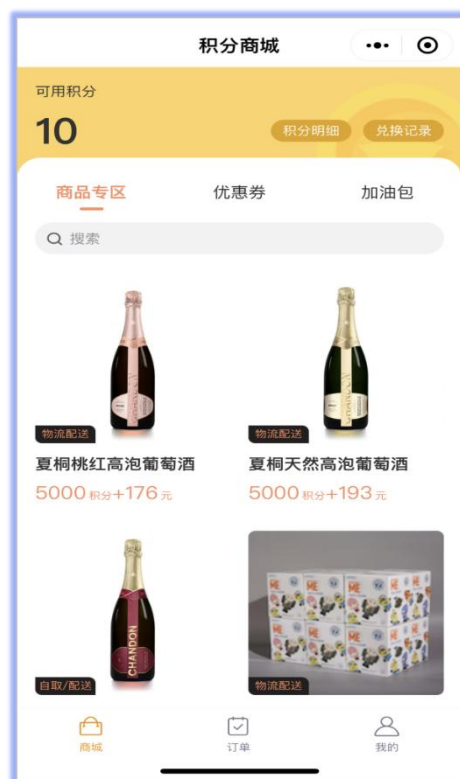 积分商城
可用积分
10
积分明细 兑换记录
商品专区 优惠券 加油包
搜索
物流配送 物流配送
夏桐桃红高泡葡萄酒 夏桐天然高泡葡萄酒
5000积分+176元 5000积分+193元
CHANDON
ME ME
自取/配送 物流配送
商城 订单 我的